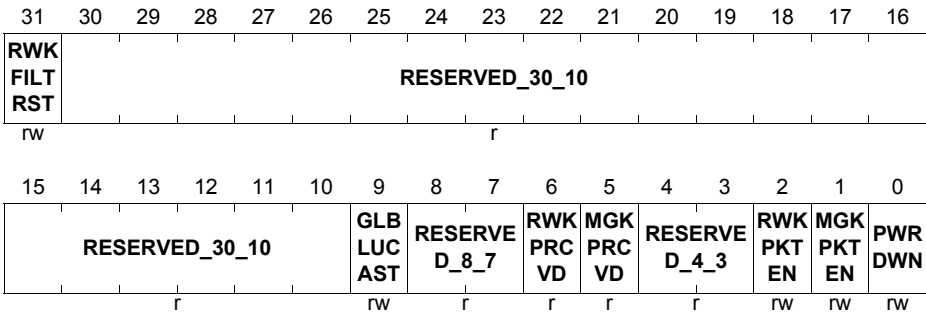 31 30 29 28 27 26 25 24 23 22 21 20 19 18 17 16
RWK
FILT
RST
RESERVED_30_10
rw r
15 14 13 12 11 10 9 8 7 6 5 4 3 2 1 0
RESERVED_30_10
GLB
LUC
AST
RESERVE
D_8_7
RWK
PRC
VD
MGK
PRC
VD
RESERVE
D_4_3
RWK
PKT
EN
MGK
PKT
EN
PWR
DWN
r rw r r r r rw rw rw